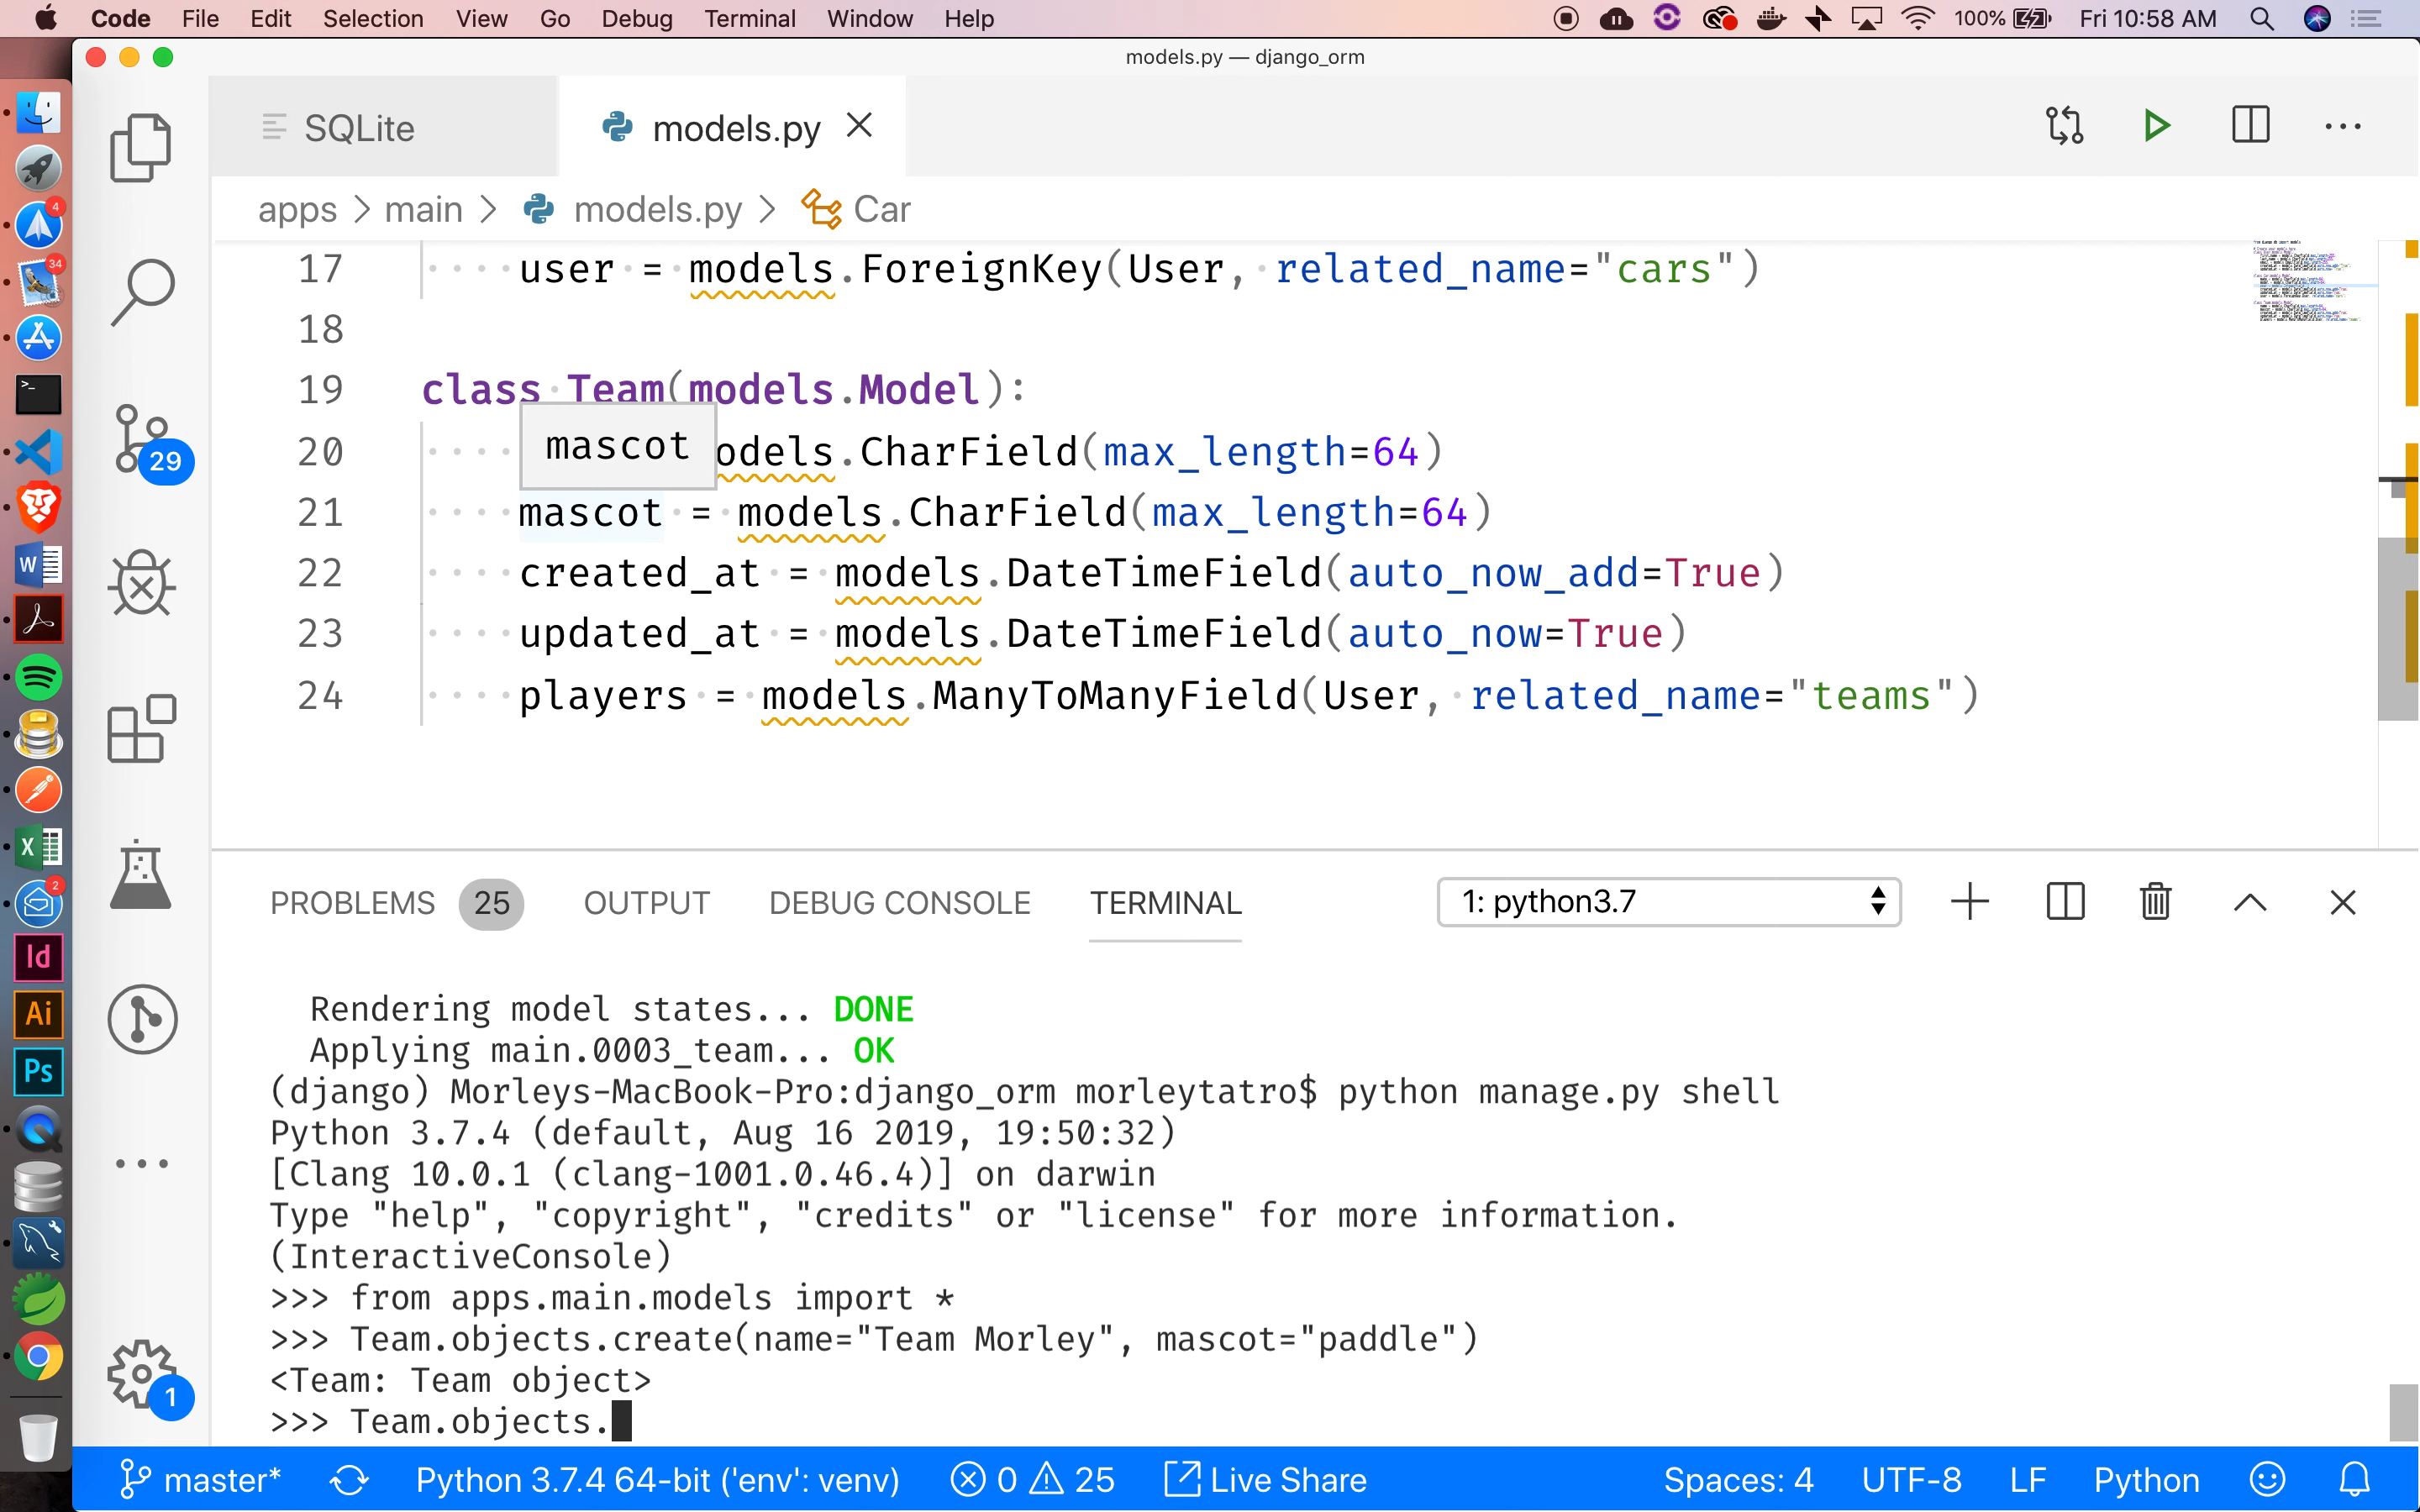 Code File Edit Selection View Go Debug Terminal Window Help 100% Fri 10:58 AM
models.py — django_orm
SQLite models.py
apps > main > models.py > Car
17 user = models.ForeignKey(User, related_name="cars")
18
19 class Team(models.Model):
mascot
20 odels.CharField(max_length=64)
21 mascot = models.CharField(max_length=64)
22 created_at = models.DateTimeField(auto_now_add=True)
23 updated_at = models.DateTimeField(auto_now=True)
24 players = models.ManyToManyField(User, related_name="teams")
4
34
2
W
X
Id
Ai
Ps
29
1
PROBLEMS 25 OUTPUT DEBUG CONSOLE TERMINAL 1: python3.7
Rendering model states... DONE
Applying main.0003_team... OK
(django) Morleys-MacBook-Pro:django_orm morleytatro$ python manage.py shell
Python 3.7.4 (default, Aug 16 2019, 19:50:32)
[Clang 10.0.1 (clang-1001.0.46.4)] on darwin
Type "help", "copyright", "credits" or "license" for more information.
(InteractiveConsole)
>>> from apps.main.models import *
>>> Team.objects.create(name="Team Morley", mascot="paddle")
<Team: Team object>
>>> Team.objects.
master* Python 3.7.4 64-bit ('env': venv) 0 25 Live Share Spaces: 4 UTF-8 LF Python